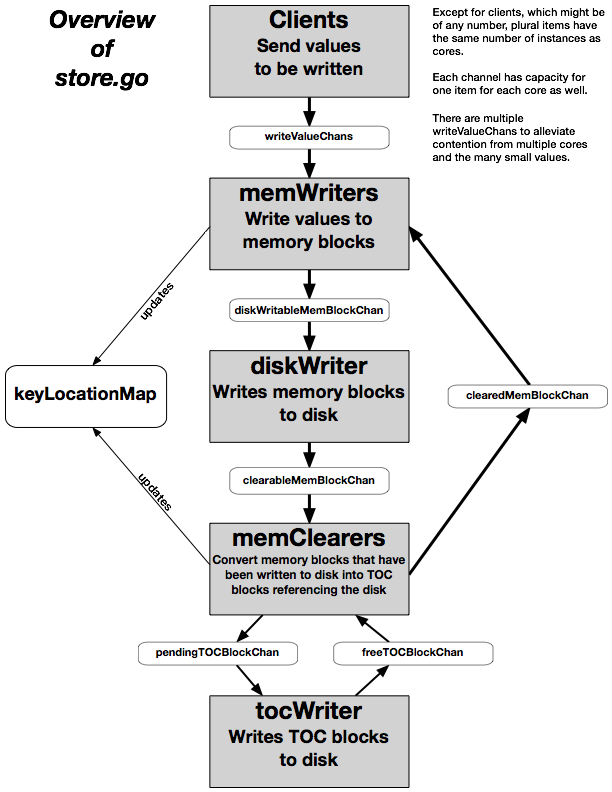 Overview
of
store.go
Except for clients, which might be
of any number, plural items have
the same number of instances as
cores.
Each channel has capacity for
one item for each core as well.
There are multiple
writeValueChans to alleviate
contention from multiple cores
and the many small values.
Clients
Send values
to be written
writeValueChans
memWriters
Write values to
memory blocks
updates
diskWritableMemBlockChan
diskWriter
Writes memory blocks
to disk
keyLocationMap
clearedMemBlockChan
clearableMemBlockChan
updates
memClearers
Convert memory blocks that have
been written to disk into TOC
blocks referencing the disk
pendingTOCBlockChan
freeTOCBlockChan
tocWriter
Writes TOC blocks
to disk